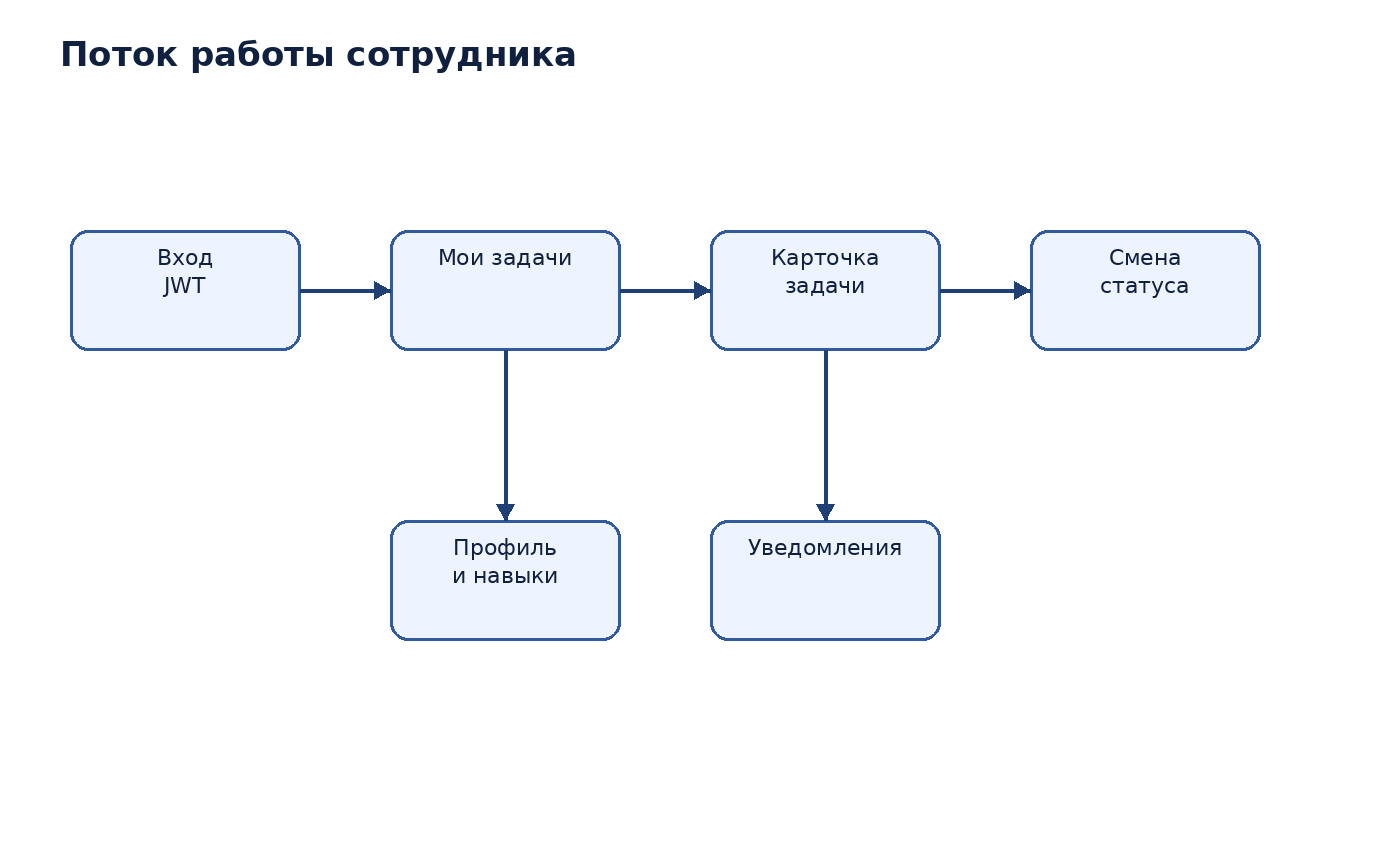 Поток работы сотрудника
Вход
JWT
Мои задачи
Карточка
задачи
Смена
статуса
Профиль
и навыки
Уведомления